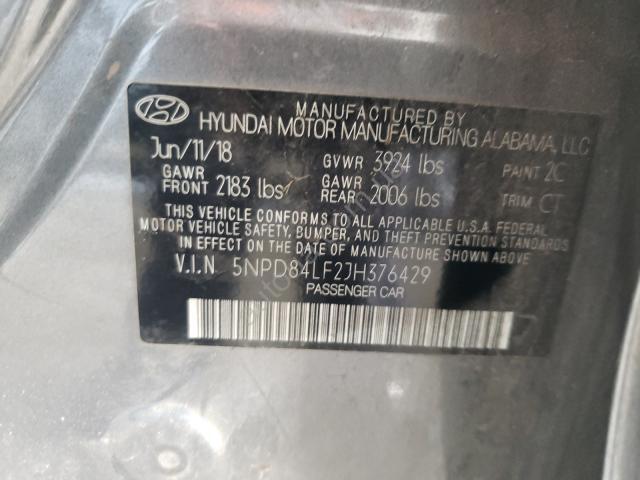 MANUFACTURED BY
HYUNDAI MOTOR MANUFACTURING ALABAMA, LLC
Jun/11/18 GVWR 3924 lbs PAINT 2C
GAWR FRONT 2183 lbs GAWR REAR 2006 lbs TRIM CT
THIS VEHICLE CONFORMS TO ALL APPLICABLE U.S.A. FEDERAL
MOTOR VEHICLE SAFETY, BUMPER, AND THEFT PREVENTION STANDARDS
IN EFFECT ON THE DATE OF MANUFACTURE SHOWN ABOVE.
V.I.N 5NPD84LF2JH376429
PASSENGER CAR